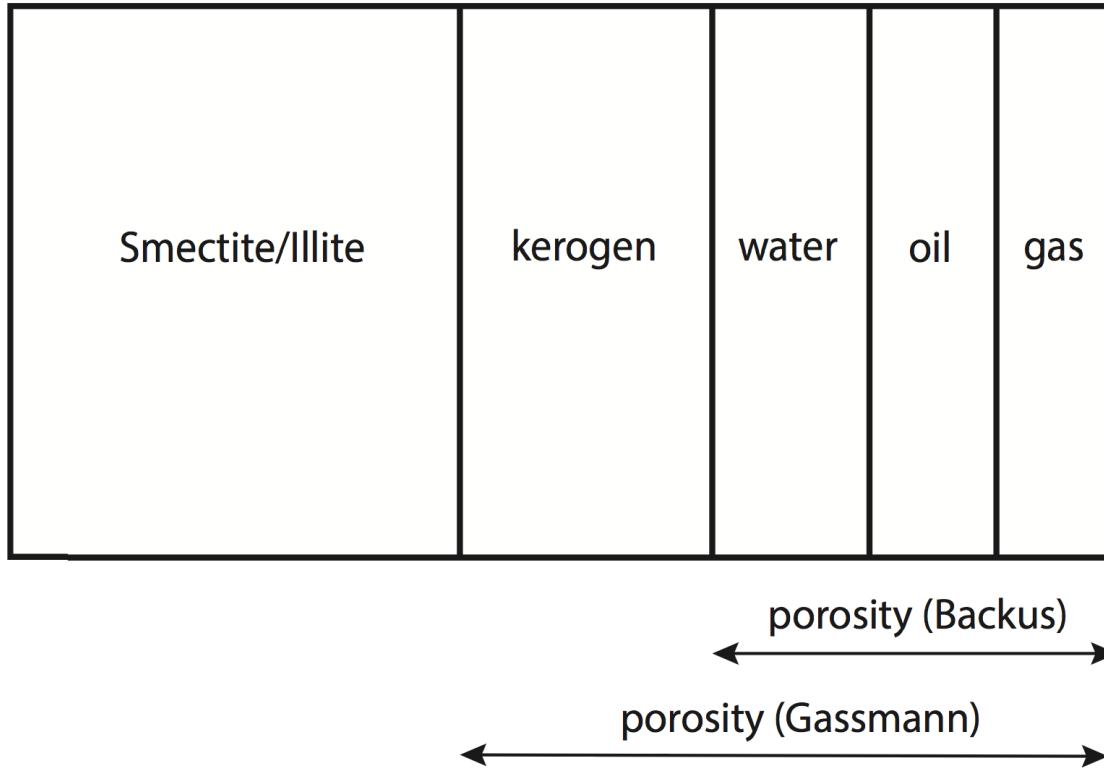 Smectite/Illite kerogen water oil gas
porosity (Backus)
porosity (Gassmann)